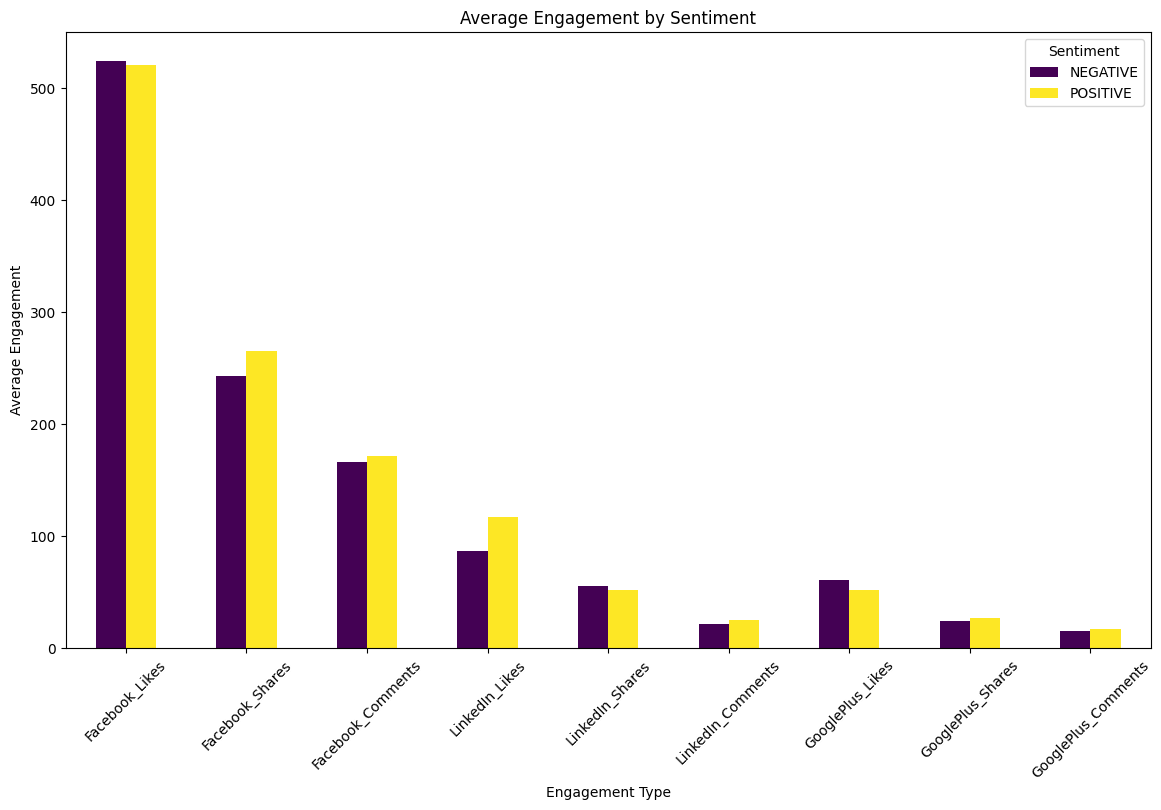 Average Engagement by Sentiment
Sentiment
NEGATIVE
POSITIVE
Average Engagement
500
400
300
200
100
0
Facebook_Likes
Facebook_Shares
Facebook_Comments
LinkedIn_Likes
LinkedIn_Shares
LinkedIn_Comments
GooglePlus_Likes
GooglePlus_Shares
GooglePlus_Comments
Engagement Type